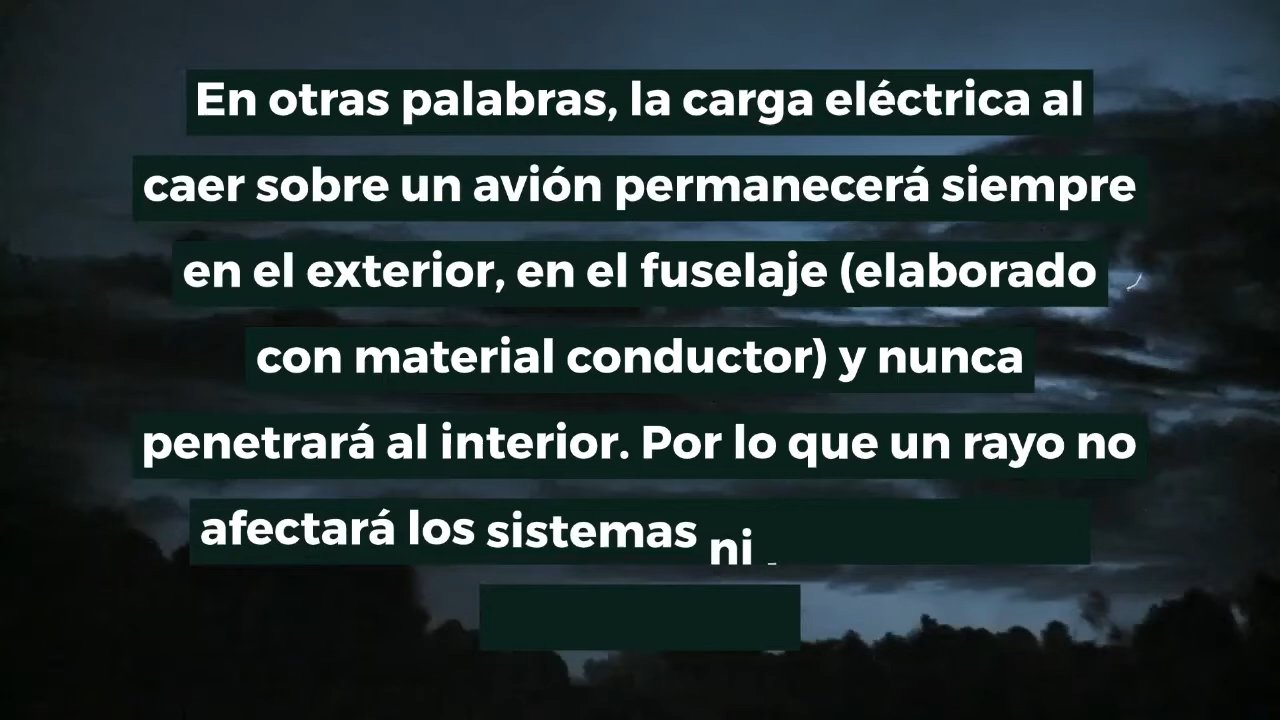 En otras palabras, la carga eléctrica al
caer sobre un avión permanecerá siempre
en el exterior, en el fuselaje (elaborado
con material conductor) y nunca
penetrará al interior. Por lo que un rayo no
afectará los sistemas ni